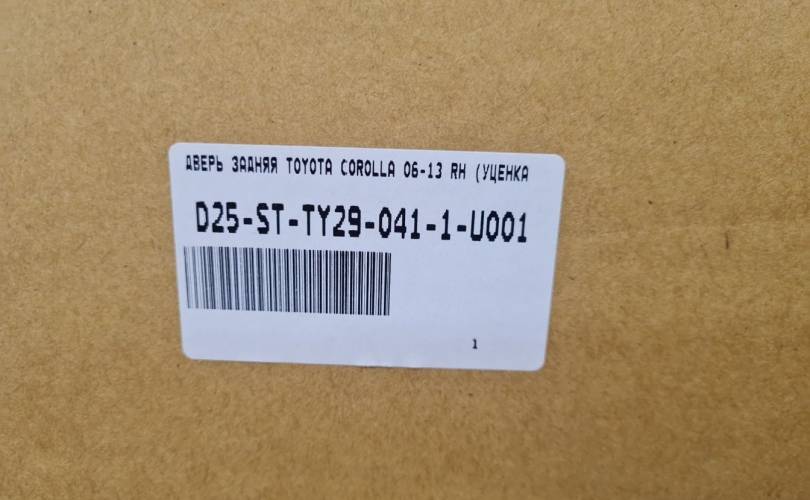 ДВЕРЬ ЗАДНЯЯ TOYOTA COROLLA 06-13 RH (УЦЕНКА
D25-ST-TY29-041-1-U001
1